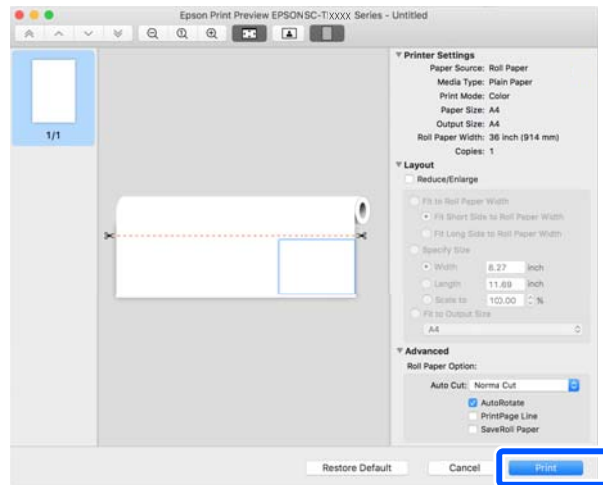 Epson Print Preview EPSONSC-TXXXX Series - Untitled
1/1
Printer Settings
Paper Source: Roll Paper
Media Type: Plain Paper
Print Mode: Color
Paper Size: A4
Output Size: A4
Roll Paper Width: 36 inch (914 mm)
Copies: 1
Layout
Reduce/Enlarge
Fit to Roll Paper Width
Fit Short Side to Roll Paper Width
Fit Long Side to Roll Paper Width
Specify Size
Width 8.27 inch
Length 11.69 inch
Scale to 100.00 %
Fit to Output Size
A4
Advanced
Roll Paper Option:
Auto Cut: Norma Cut
AutoRotate
PrintPage Line
SaveRoll Paper
Restore Default Cancel Print